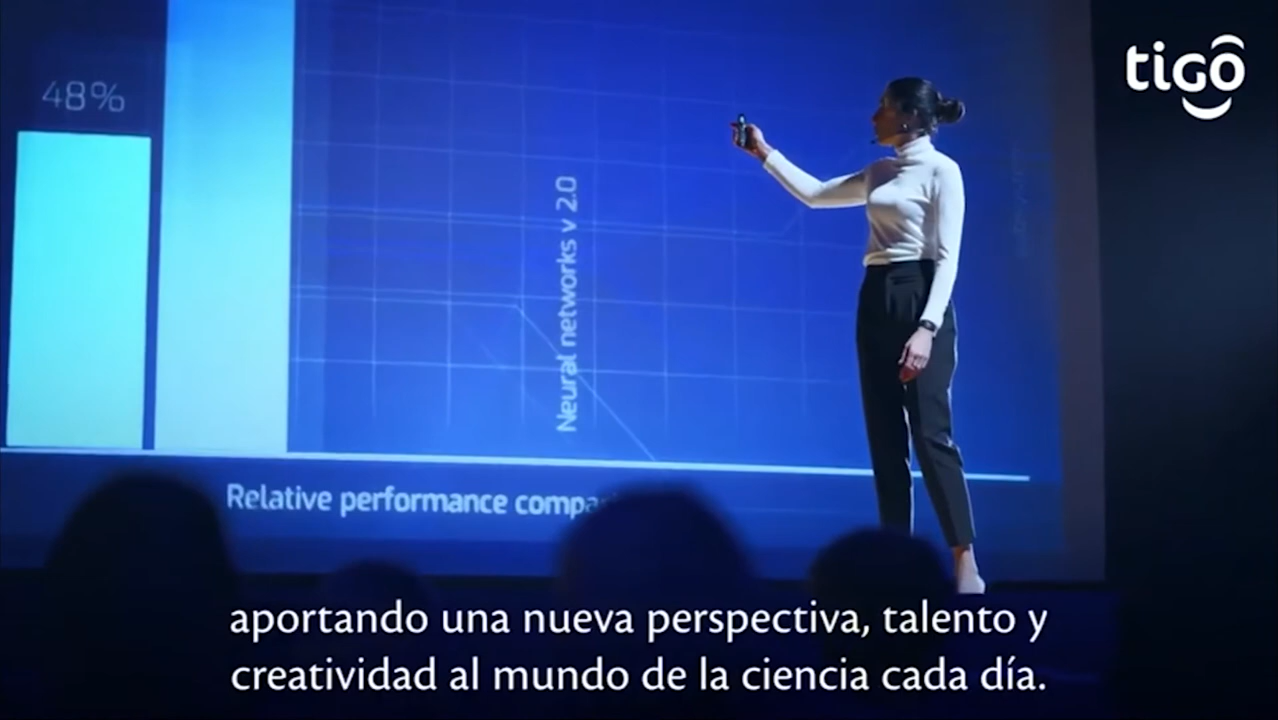 tigo
48%
Neural networks v 2.0
Relative performance
aportando una nueva perspectiva, talento y
creatividad al mundo de la ciencia cada día.